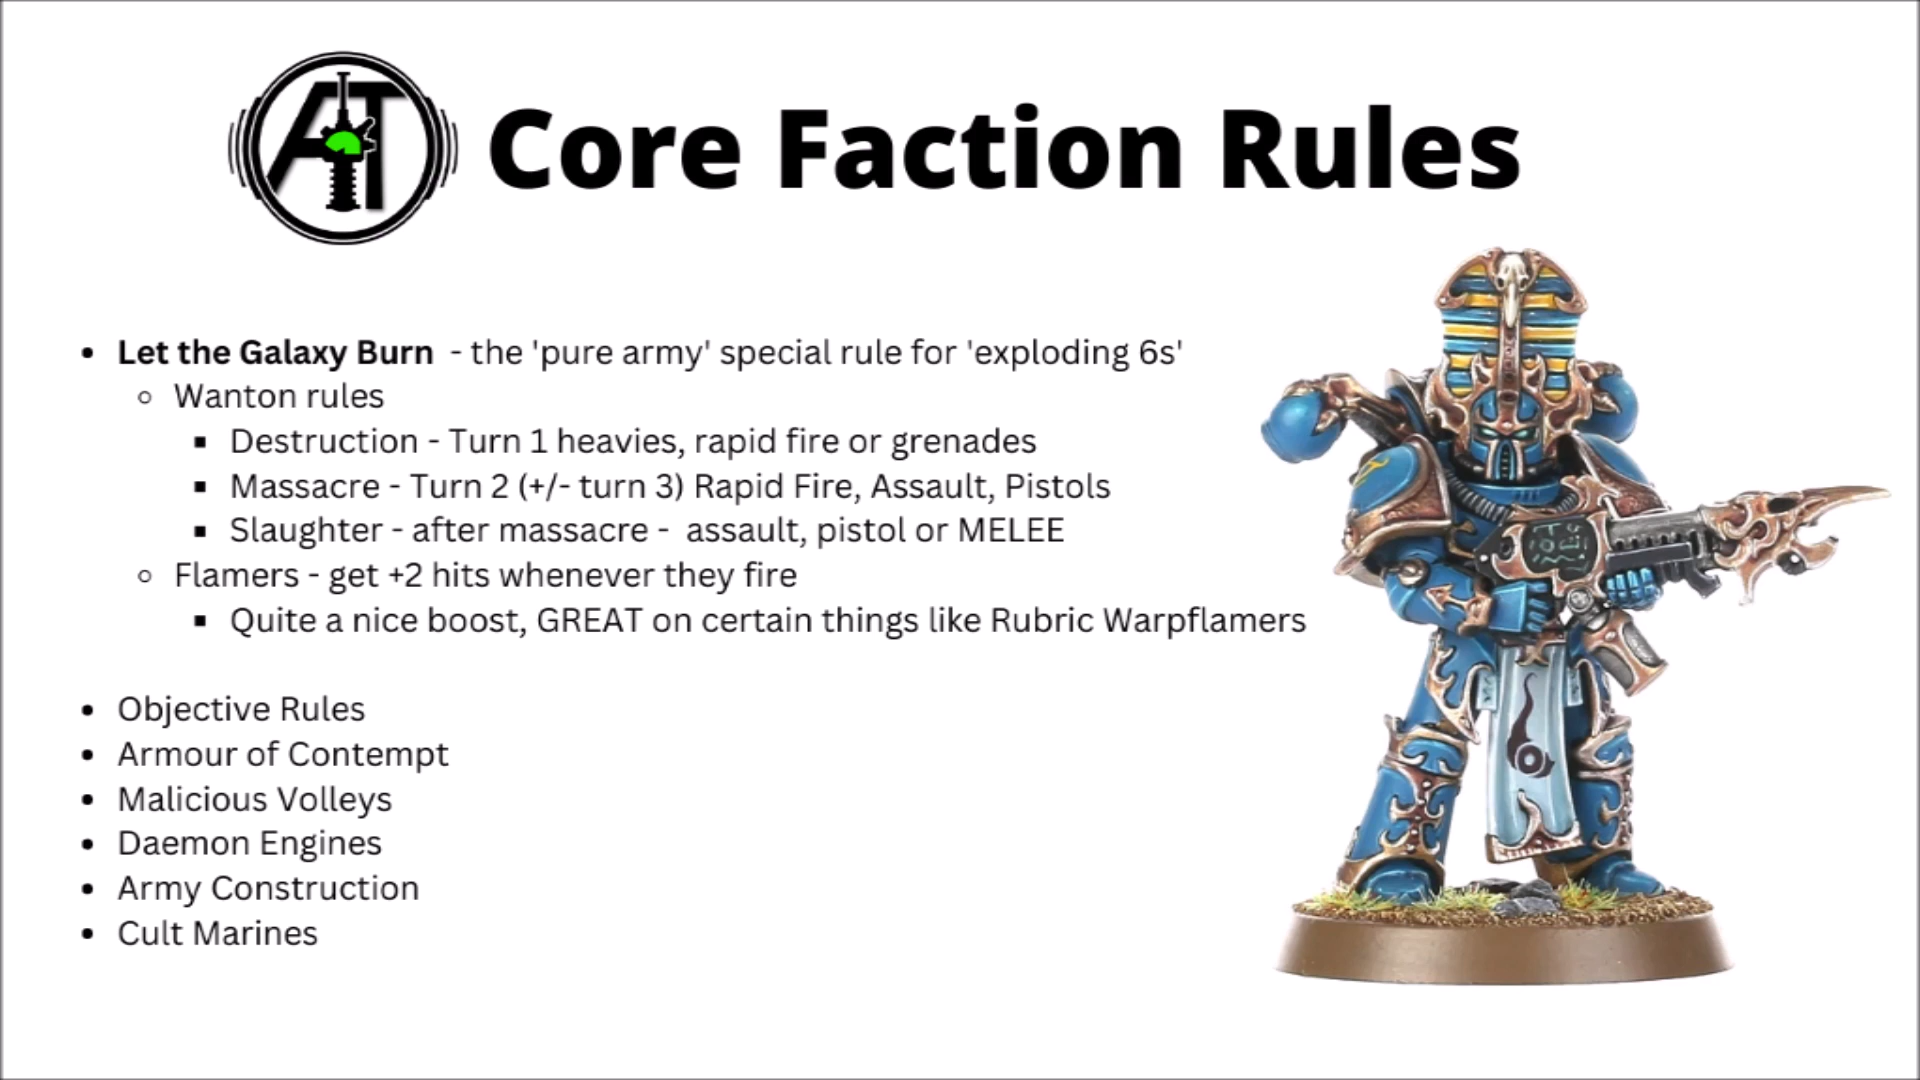 AT
Core Faction Rules
• Let the Galaxy Burn - the 'pure army' special rule for 'exploding 6s'
○ Wanton rules
▪ Destruction - Turn 1 heavies, rapid fire or grenades
▪ Massacre - Turn 2 (+/- turn 3) Rapid Fire, Assault, Pistols
▪ Slaughter - after massacre - assault, pistol or MELEE
○ Flamers - get +2 hits whenever they fire
▪ Quite a nice boost, GREAT on certain things like Rubric Warpflamers
• Objective Rules
• Armour of Contempt
• Malicious Volleys
• Daemon Engines
• Army Construction
• Cult Marines